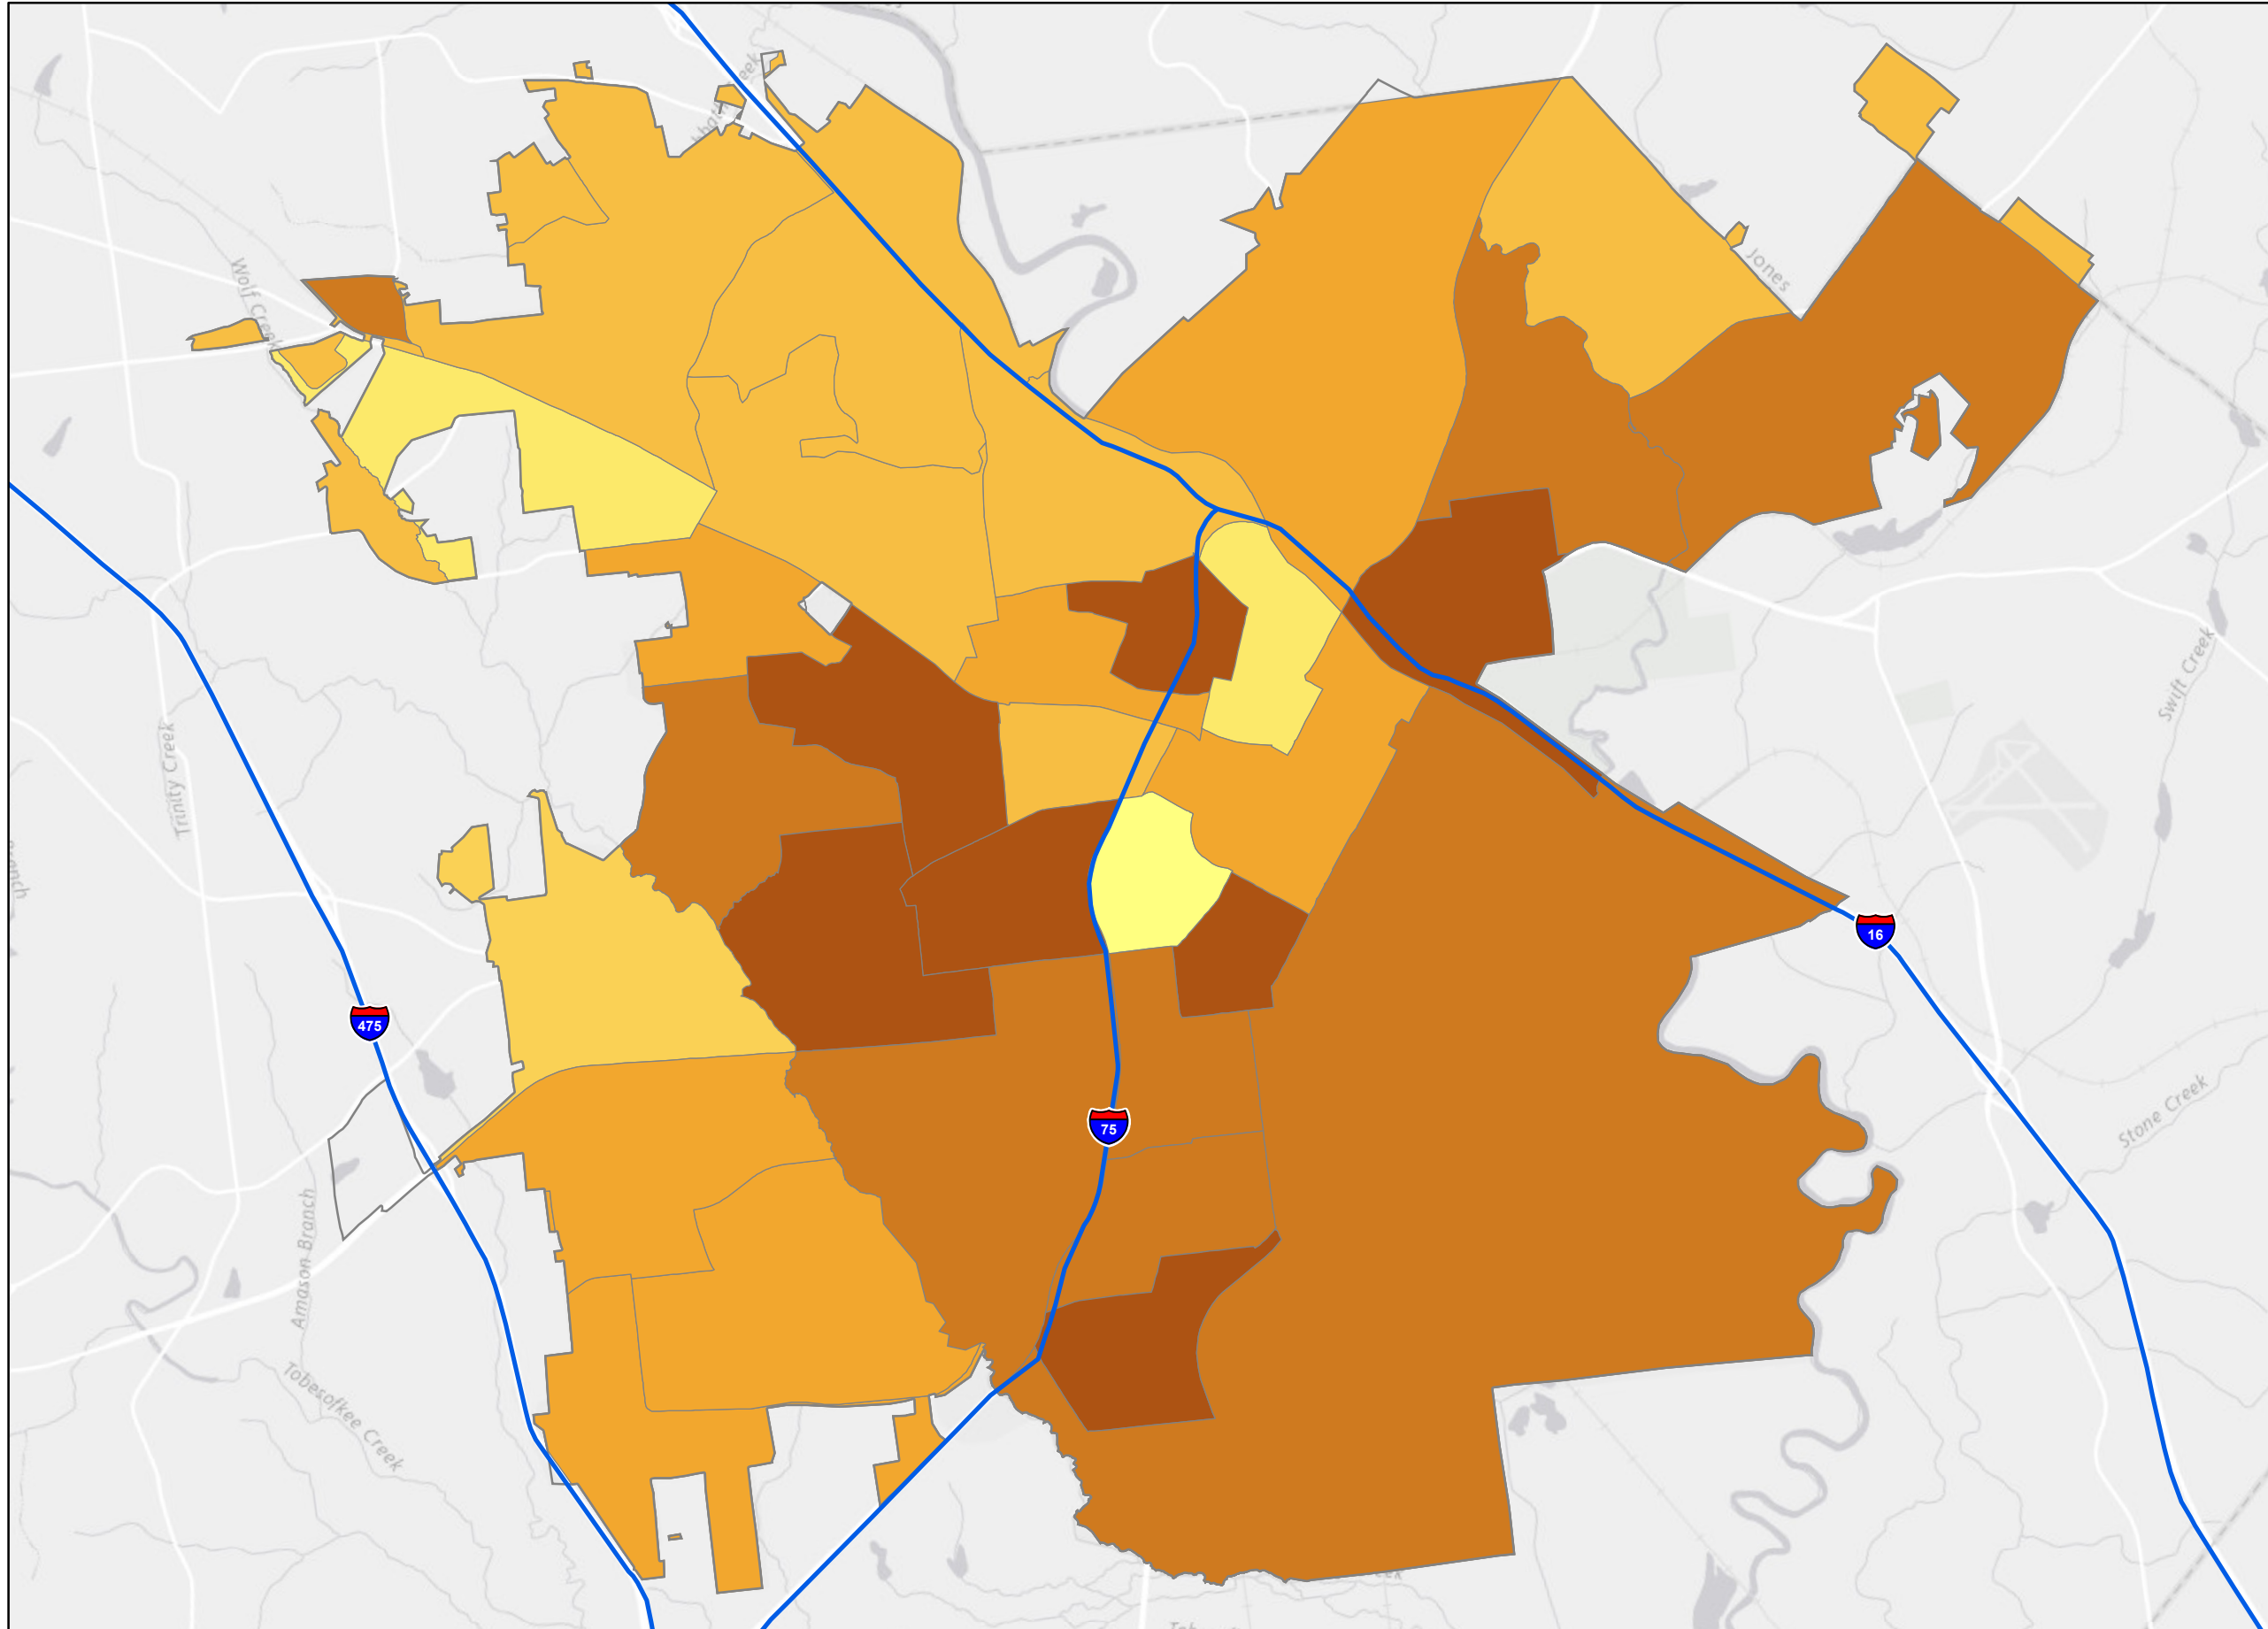 Wolf Creek
Jones
Swift Creek
Trinity Creek
16
475
75
Stone Creek
Amason Branch
Tobesofkee Creek